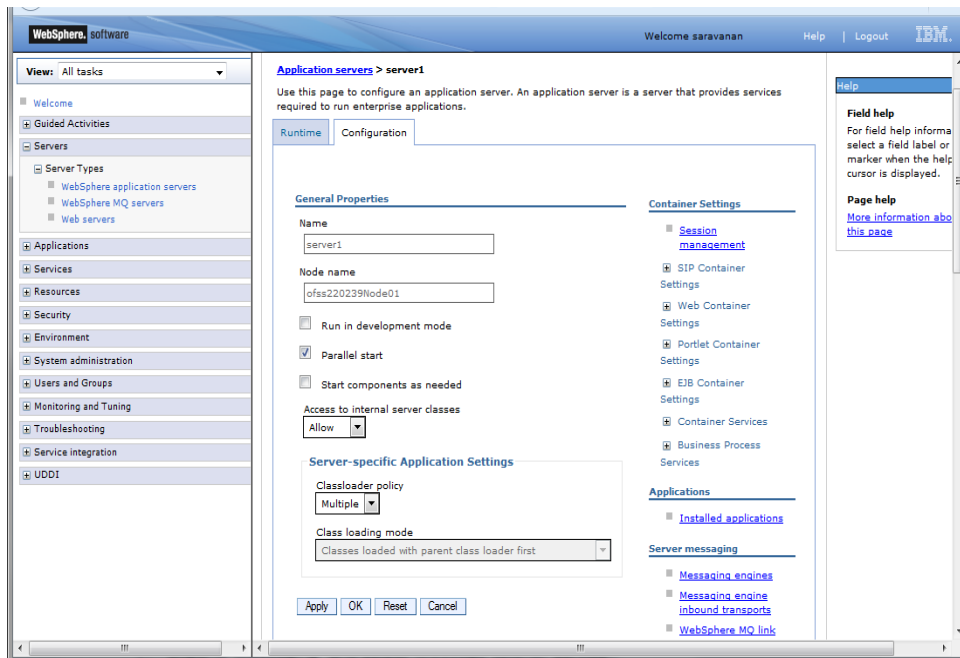 WebSphere. software
Welcome saravanan
Help | Logout
IBM.
View: All tasks
Welcome
Guided Activities
Servers
Server Types
WebSphere application servers
WebSphere MQ servers
Web servers
Applications
Services
Resources
Security
Environment
System administration
Users and Groups
Monitoring and Tuning
Troubleshooting
Service integration
UDDI
Application servers > server1
Use this page to configure an application server. An application server is a server that provides services
required to run enterprise applications.
Runtime
Configuration
General Properties
Name
server1
Node name
ofss220239Node01
Run in development mode
Parallel start
Start components as needed
Access to internal server classes
Allow
Server-specific Application Settings
Classloader policy
Multiple
Class loading mode
Classes loaded with parent class loader first
Apply
OK
Reset
Cancel
Container Settings
Session
management
SIP Container
Settings
Web Container
Settings
Portlet Container
Settings
EJB Container
Settings
Container Services
Business Process
Services
Applications
Installed applications
Server messaging
Messaging engines
Messaging engine
inbound transports
WebSphere MQ link
Help
Field help
For field help informa
select a field label or
marker when the help
cursor is displayed.
Page help
More information abo
this page